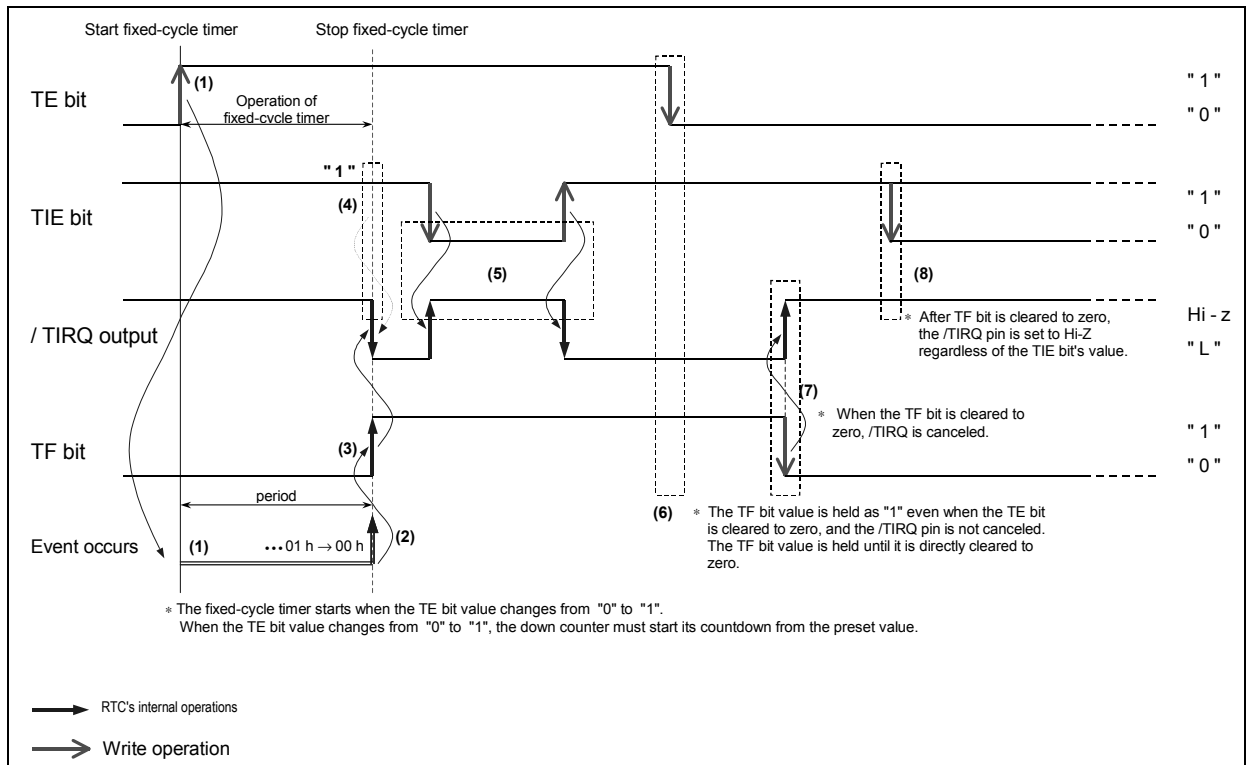 Start fixed-cycle timer
Stop fixed-cycle timer
(1)
" 1 "
TE bit
Operation of
fixed-cycle timer
" 0 "
" 1 "
(4)
" 1 "
TIE bit
" 0 "
(5)
(8)
/ TIRQ output
Hi - z
" L "
* After TF bit is cleared to zero,
the /TIRQ pin is set to Hi-Z
regardless of the TIE bit's value.
(7)
* When the TF bit is cleared to
zero, /TIRQ is canceled.
(3)
TF bit
" 1 "
" 0 "
period
(6)
* The TF bit value is held as "1" even when the TE bit
is cleared to zero, and the /TIRQ pin is not canceled.
The TF bit value is held until it is directly cleared to
zero.
Event occurs
(1)
•••01 h → 00 h
(2)
* The fixed-cycle timer starts when the TE bit value changes from "0" to "1".
When the TE bit value changes from "0" to "1", the down counter must start its countdown from the preset value.
RTC's internal operations
Write operation